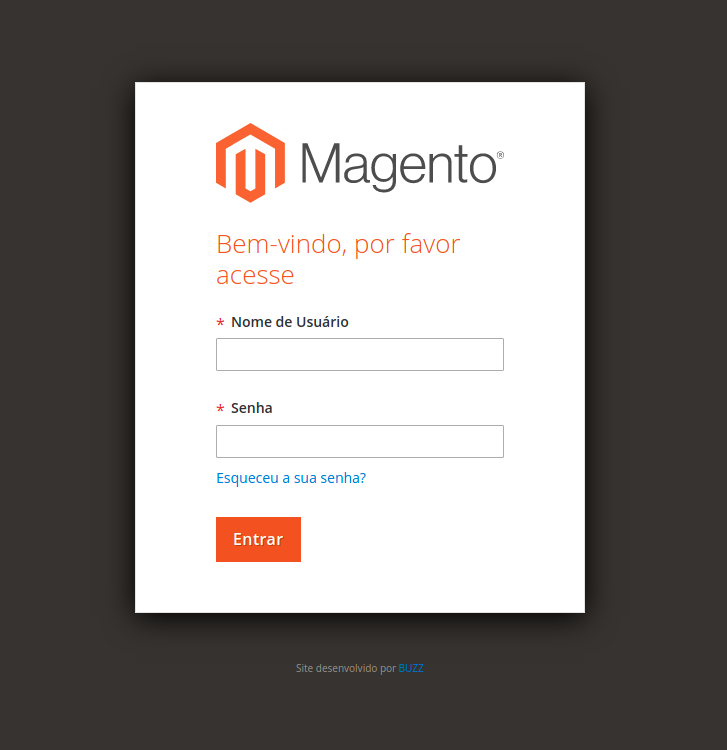 Magento®
Bem-vindo, por favor
acesse
* Nome de Usuário
* Senha
Esqueceu a sua senha?
Entrar
Site desenvolvido por BUZZ